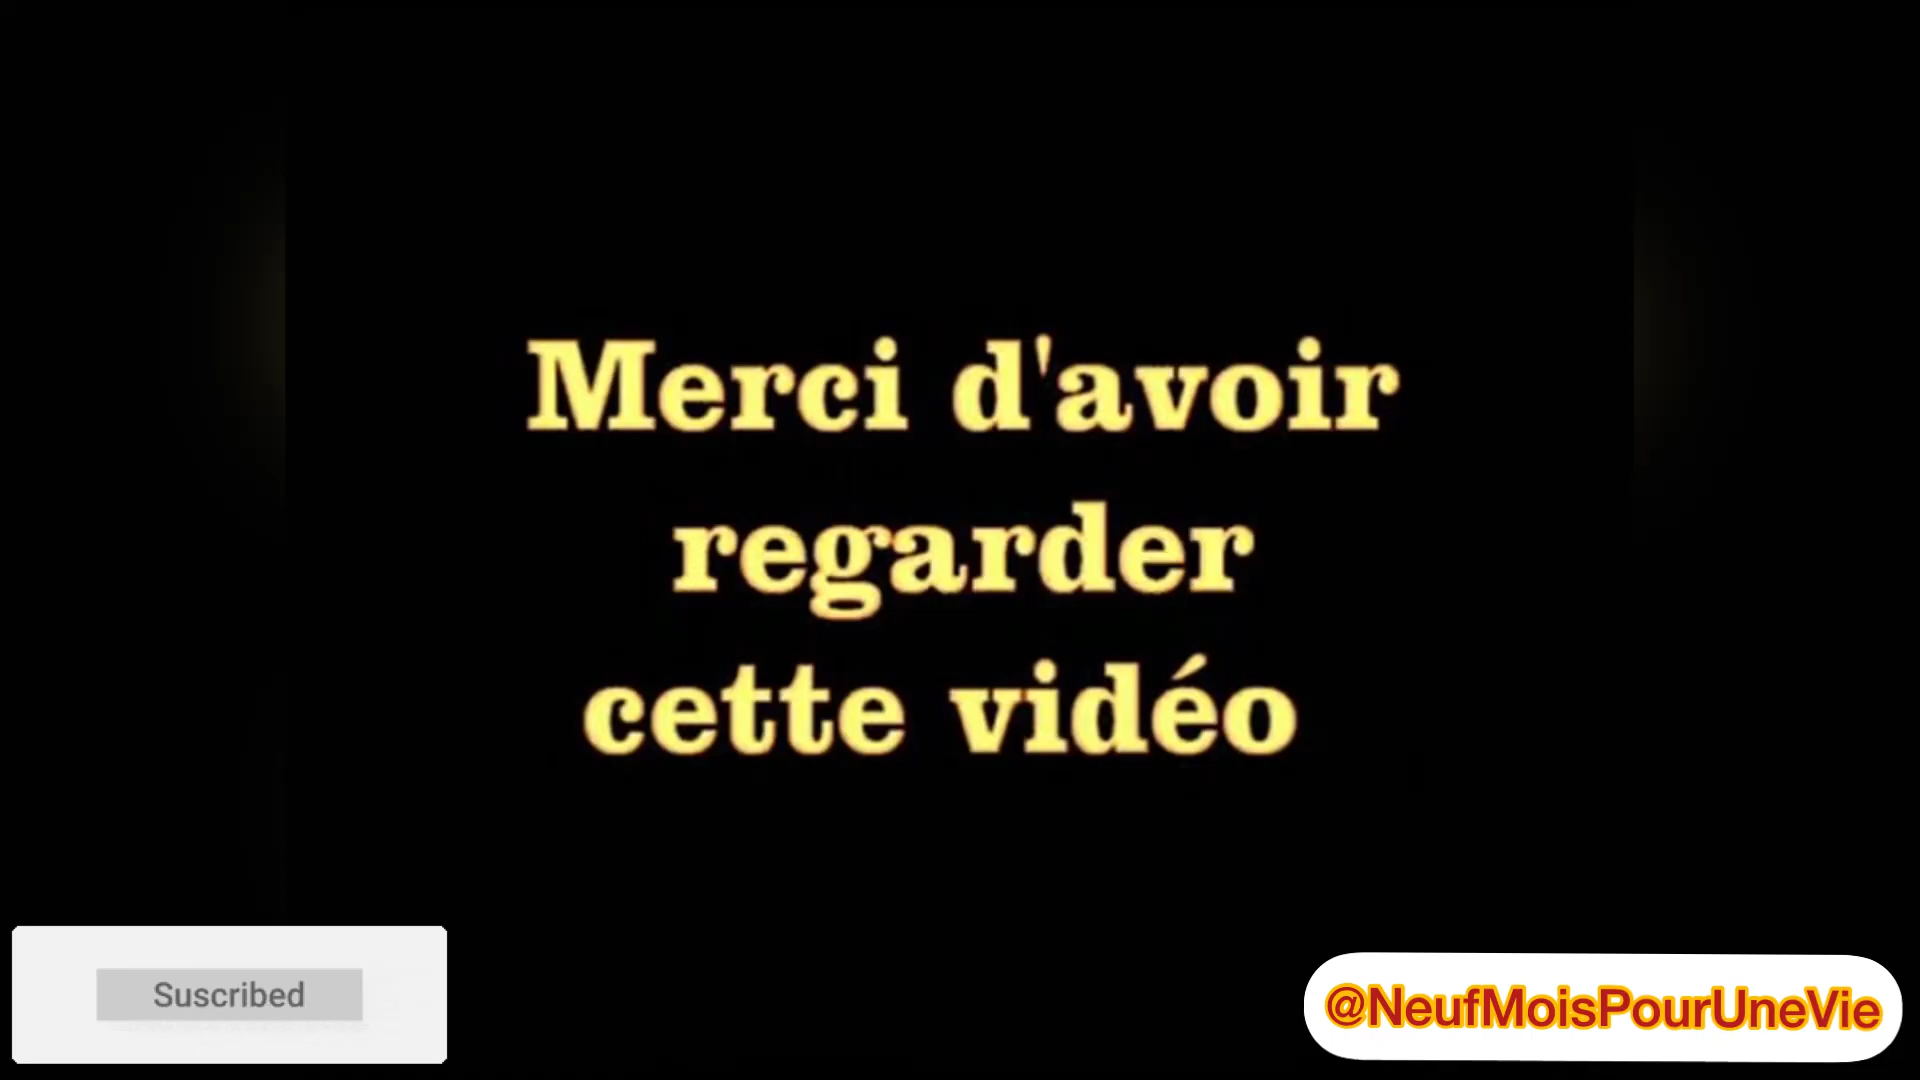 Merci d'avoir
regarder
cette vidéo
Suscribed
@NeufMoisPourUneVie